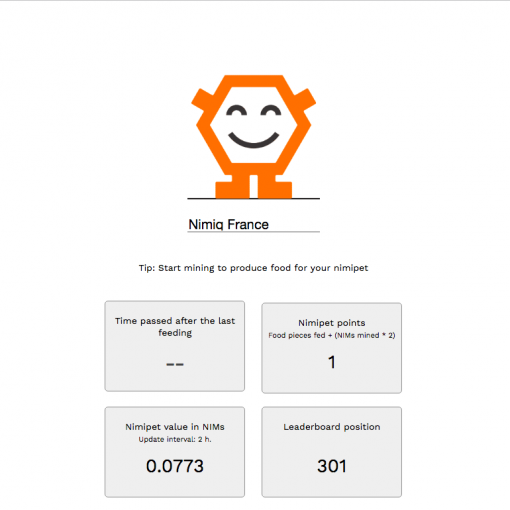 Nimiq France
Tip: Start mining to produce food for your nimipet
Time passed after the last
feeding
--
Nimipet points
Food pieces fed + (NIMs mined * 2)
1
Nimipet value in NIMs
Update interval: 2 h.
0.0773
Leaderboard position
301